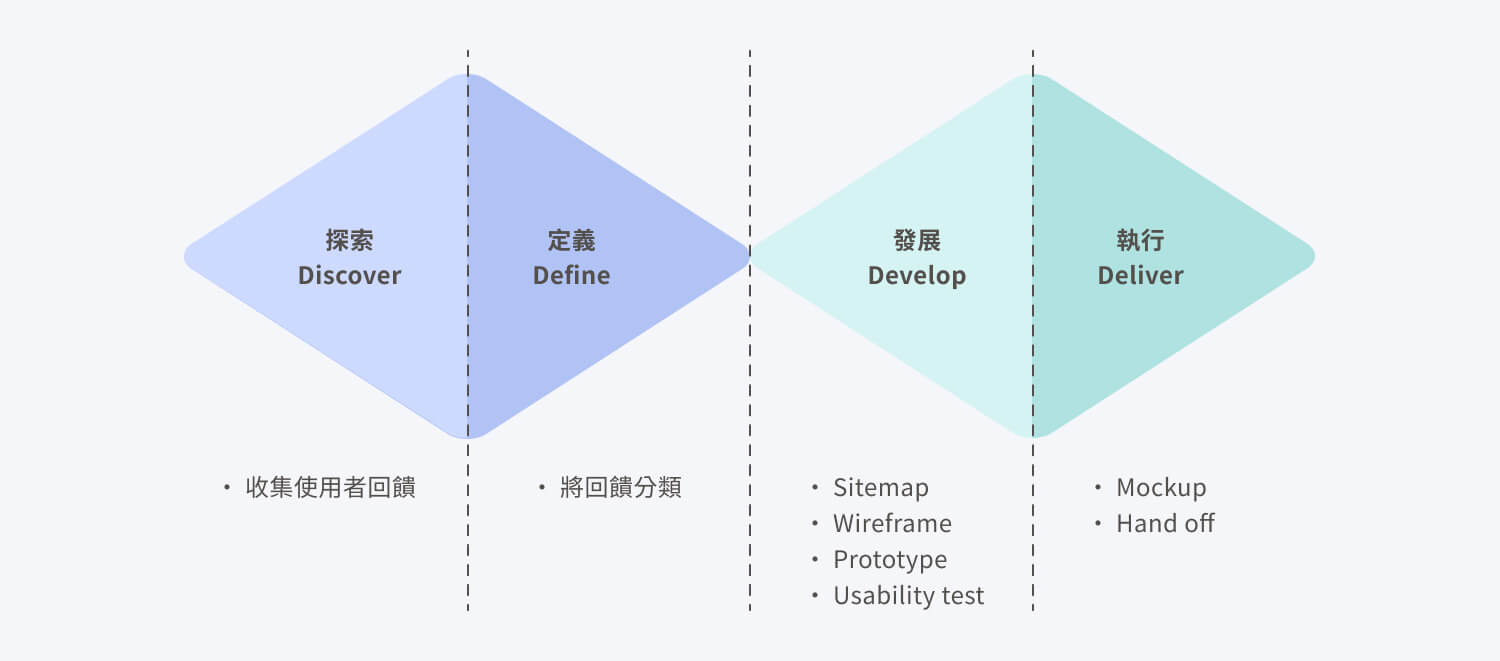 探索
Discover
定義
Define
發展
Develop
執行
Deliver
• 收集使用者回饋
• 將回饋分類
• Sitemap
• Wireframe
• Prototype
• Usability test
• Mockup
• Hand off